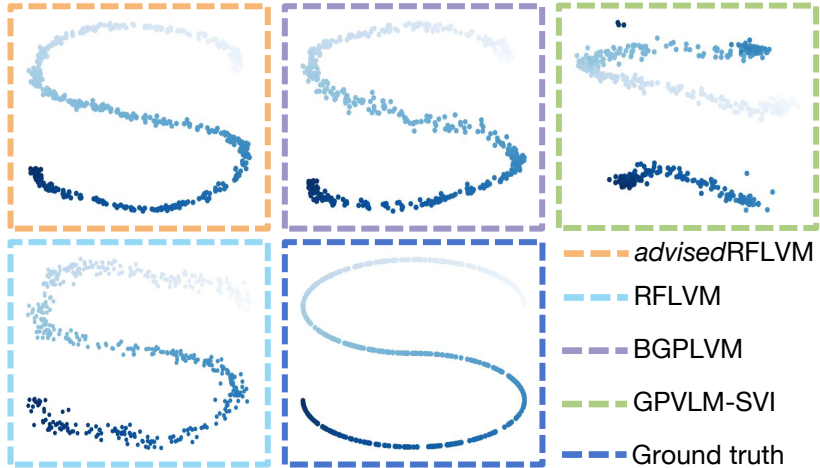 advisedRFLVM
RFLVM
BGPLVM
GPVLM-SVI
Ground truth